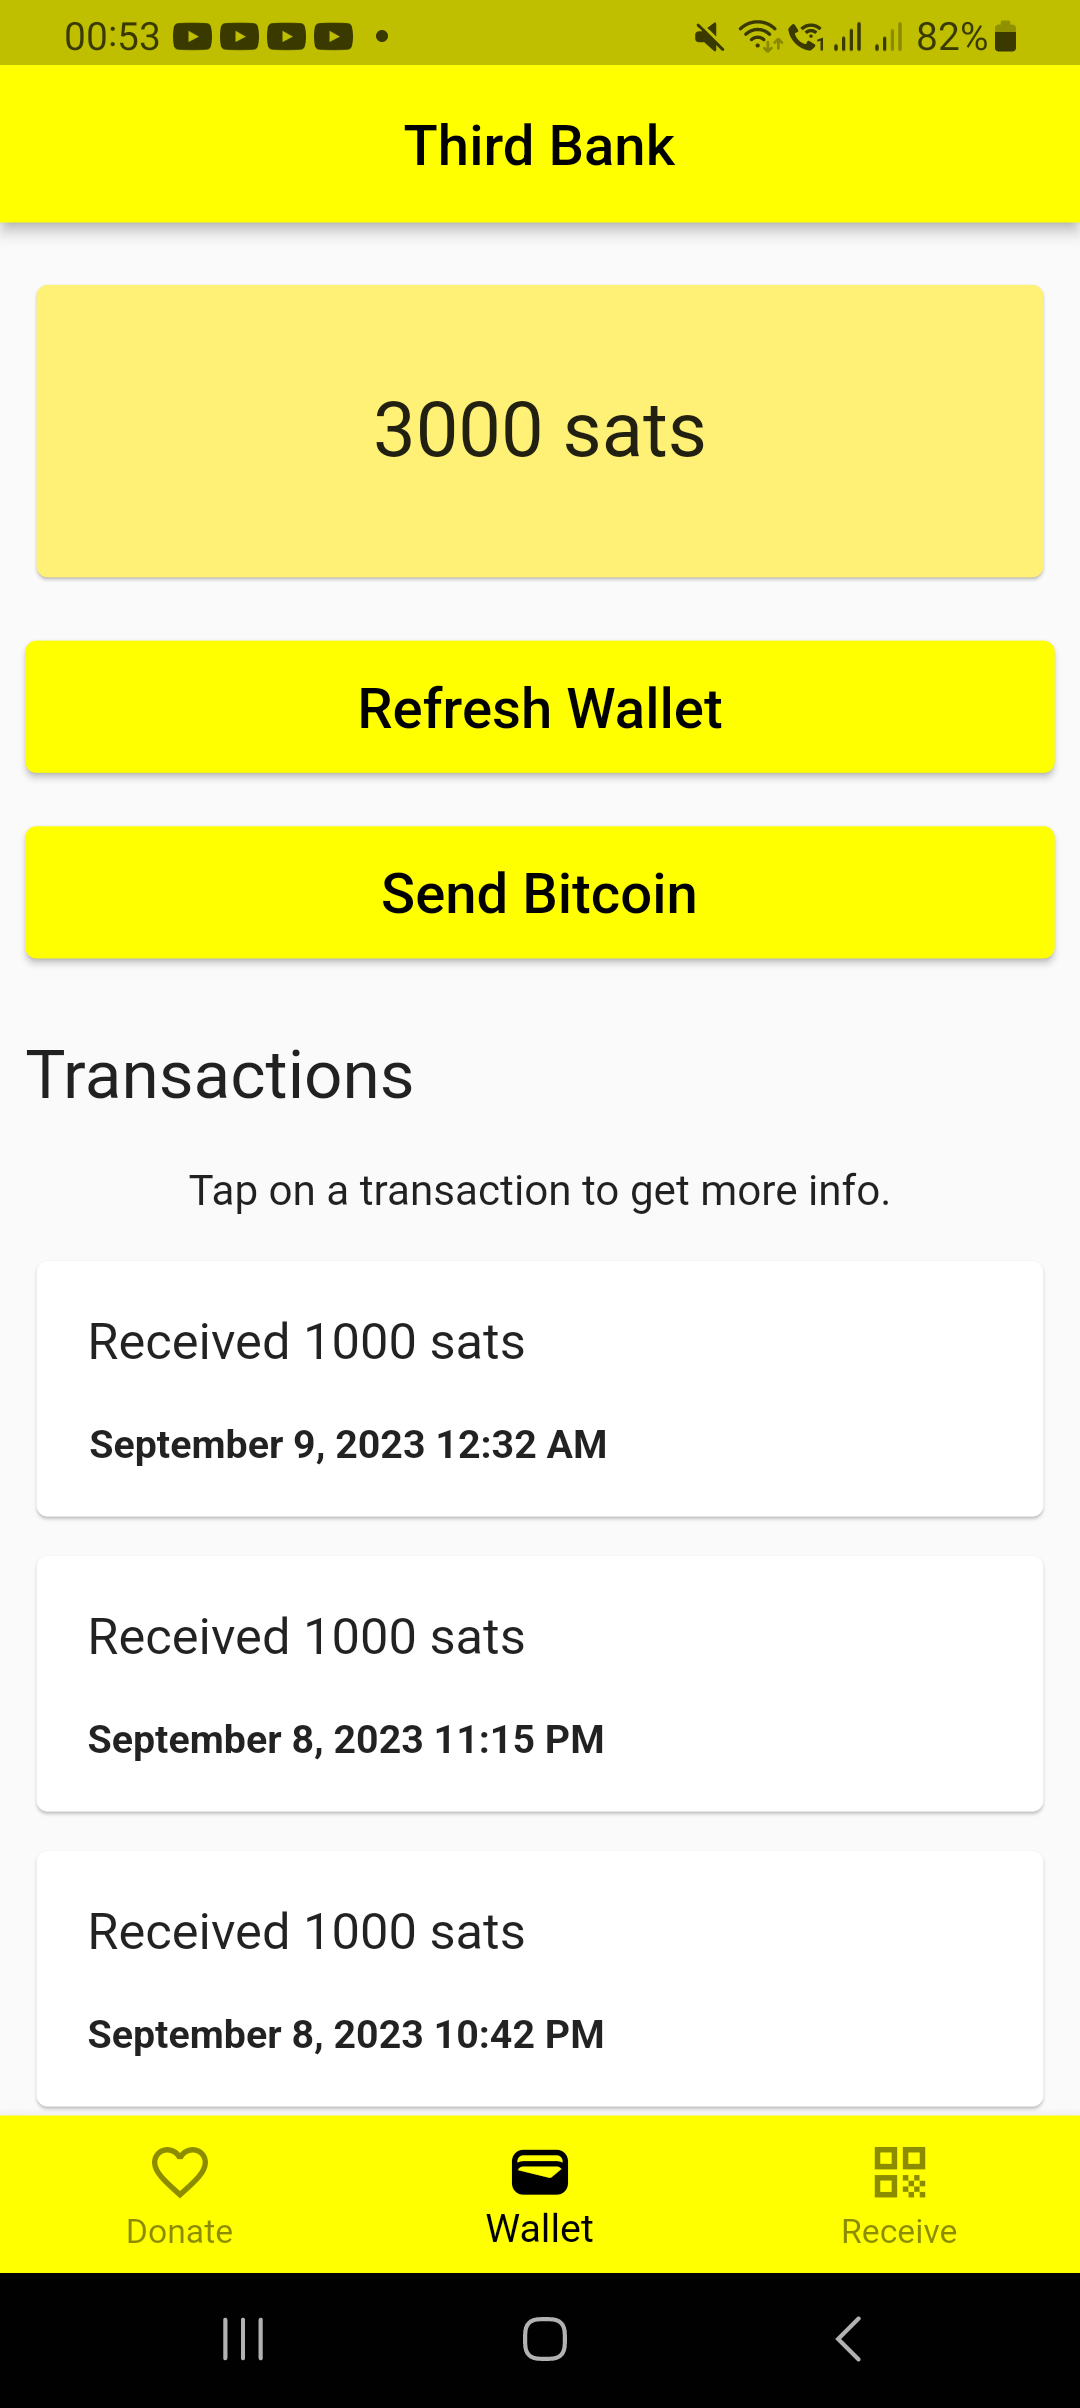 00:53 82%
Third Bank
3000 sats
Refresh Wallet
Send Bitcoin
Transactions
Tap on a transaction to get more info.
Received 1000 sats
September 9, 2023 12:32 AM
Received 1000 sats
September 8, 2023 11:15 PM
Received 1000 sats
September 8, 2023 10:42 PM
Donate Wallet Receive